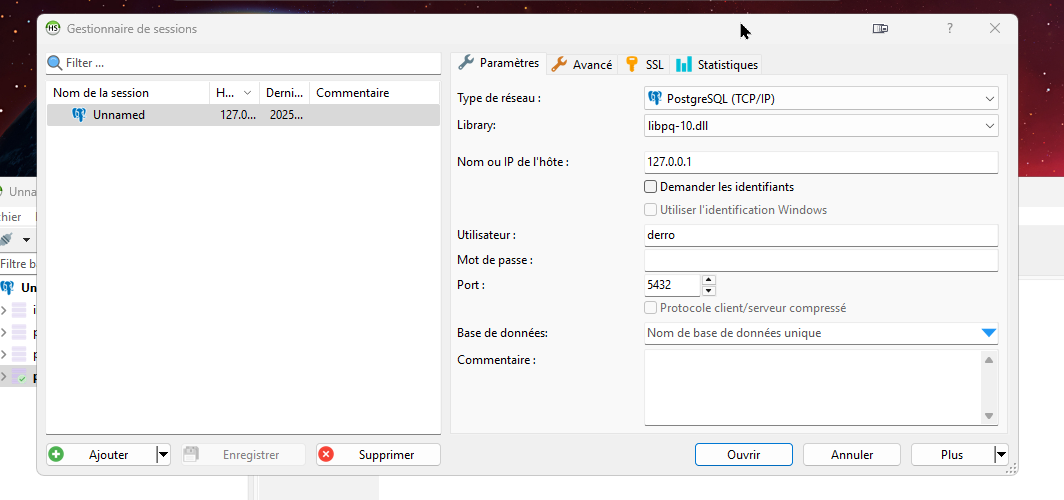 HS Gestionnaire de sessions ?
Filter ...
Nom de la session H... Derni... Commentaire
Unnamed 127.0... 2025...
Paramètres Avancé SSL Statistiques
Type de réseau : PostgreSQL (TCP/IP)
Library: libpq-10.dll
Nom ou IP de l'hôte : 127.0.0.1
Demander les identifiants
Utiliser l'identification Windows
Utilisateur : derro
Mot de passe :
Port : 5432
Protocole client/serveur compressé
Base de données: Nom de base de données unique
Commentaire :
Ajouter Enregistrer Supprimer
Ouvrir Annuler Plus
Unna
hier
Filtre b
Un
i
p
p
p